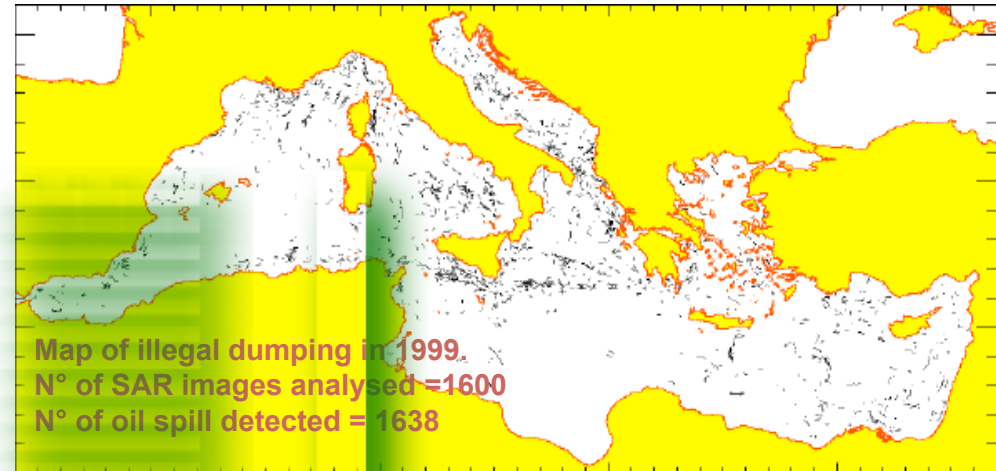 Map of illegal dumping in 1999.
N° of SAR images analysed =1600
N° of oil spill detected = 1638